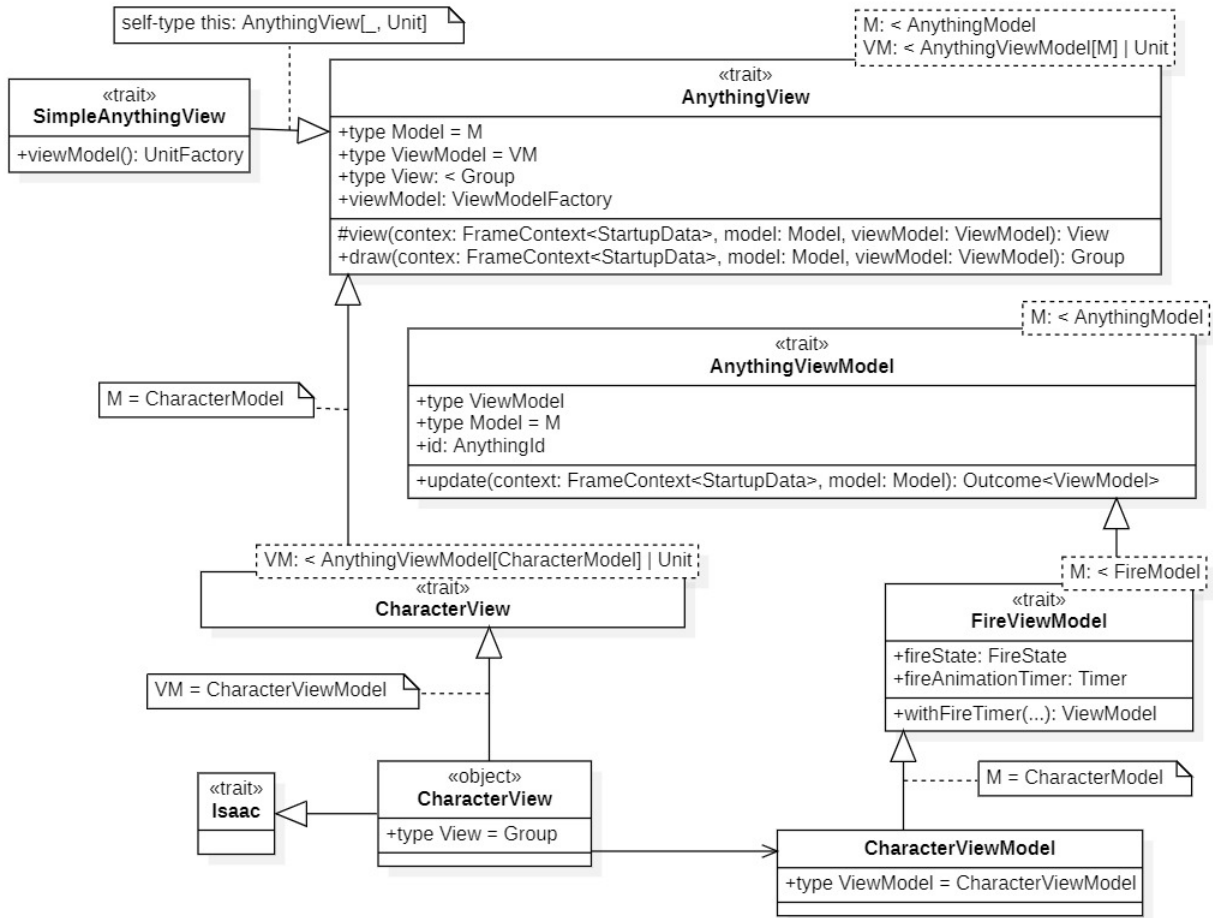 self-type this: AnythingView[_, Unit]
M: < AnythingModel
VM: < AnythingViewModel[M] | Unit
«trait»
SimpleAnythingView
+viewModel(): UnitFactory
«trait»
AnythingView
+type Model = M
+type ViewModel = VM
+type View: < Group
+viewModel: ViewModelFactory
#view(contex: FrameContext<StartupData>, model: Model, viewModel: ViewModel): View
+draw(contex: FrameContext<StartupData>, model: Model, viewModel: ViewModel): Group
M: < AnythingModel
«trait»
AnythingViewModel
+type ViewModel
+type Model = M
+id: AnythingId
+update(context: FrameContext<StartupData>, model: Model): Outcome<ViewModel>
M = CharacterModel
VM: < AnythingViewModel[CharacterModel] | Unit
«trait»
CharacterView
M: < FireModel
«trait»
FireViewModel
+fireState: FireState
+fireAnimationTimer: Timer
+withFireTimer(...): ViewModel
VM = CharacterViewModel
«trait»
Isaac
«object»
CharacterView
+type View = Group
M = CharacterModel
CharacterViewModel
+type ViewModel = CharacterViewModel